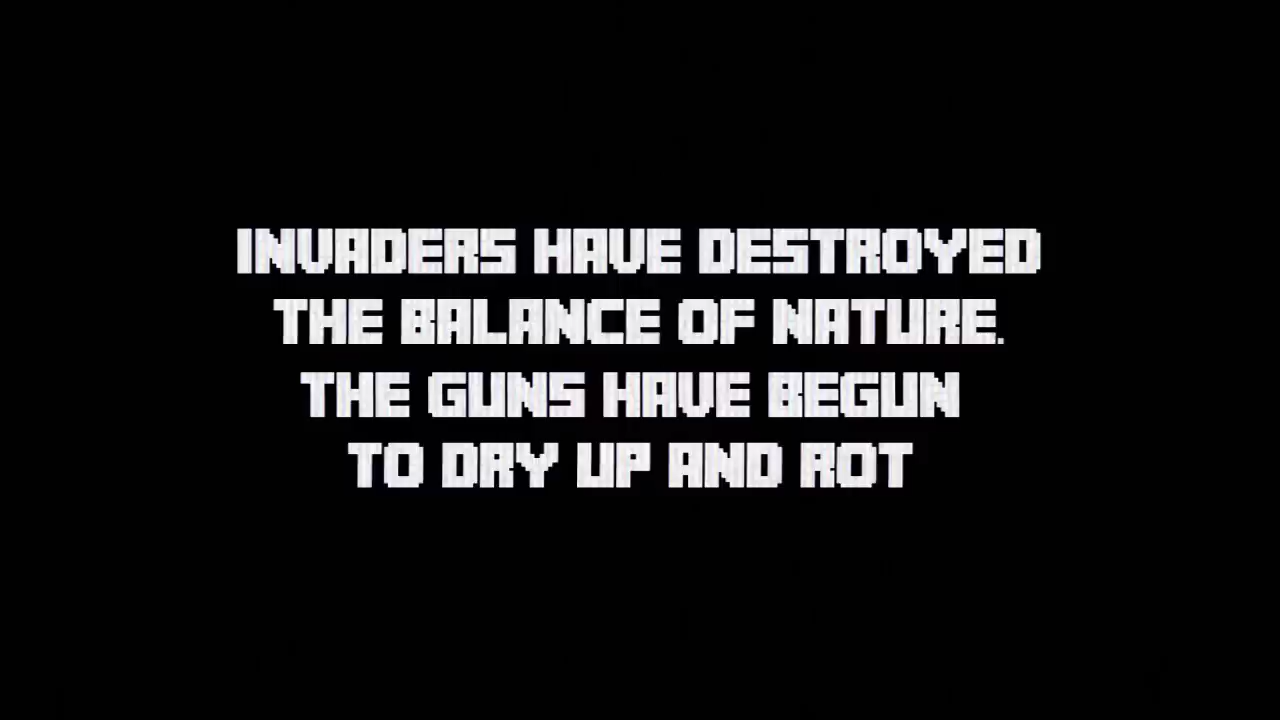 INVADERS HAVE DESTROYED
THE BALANCE OF NATURE.
THE GUNS HAVE BEGUN
TO DRY UP AND ROT